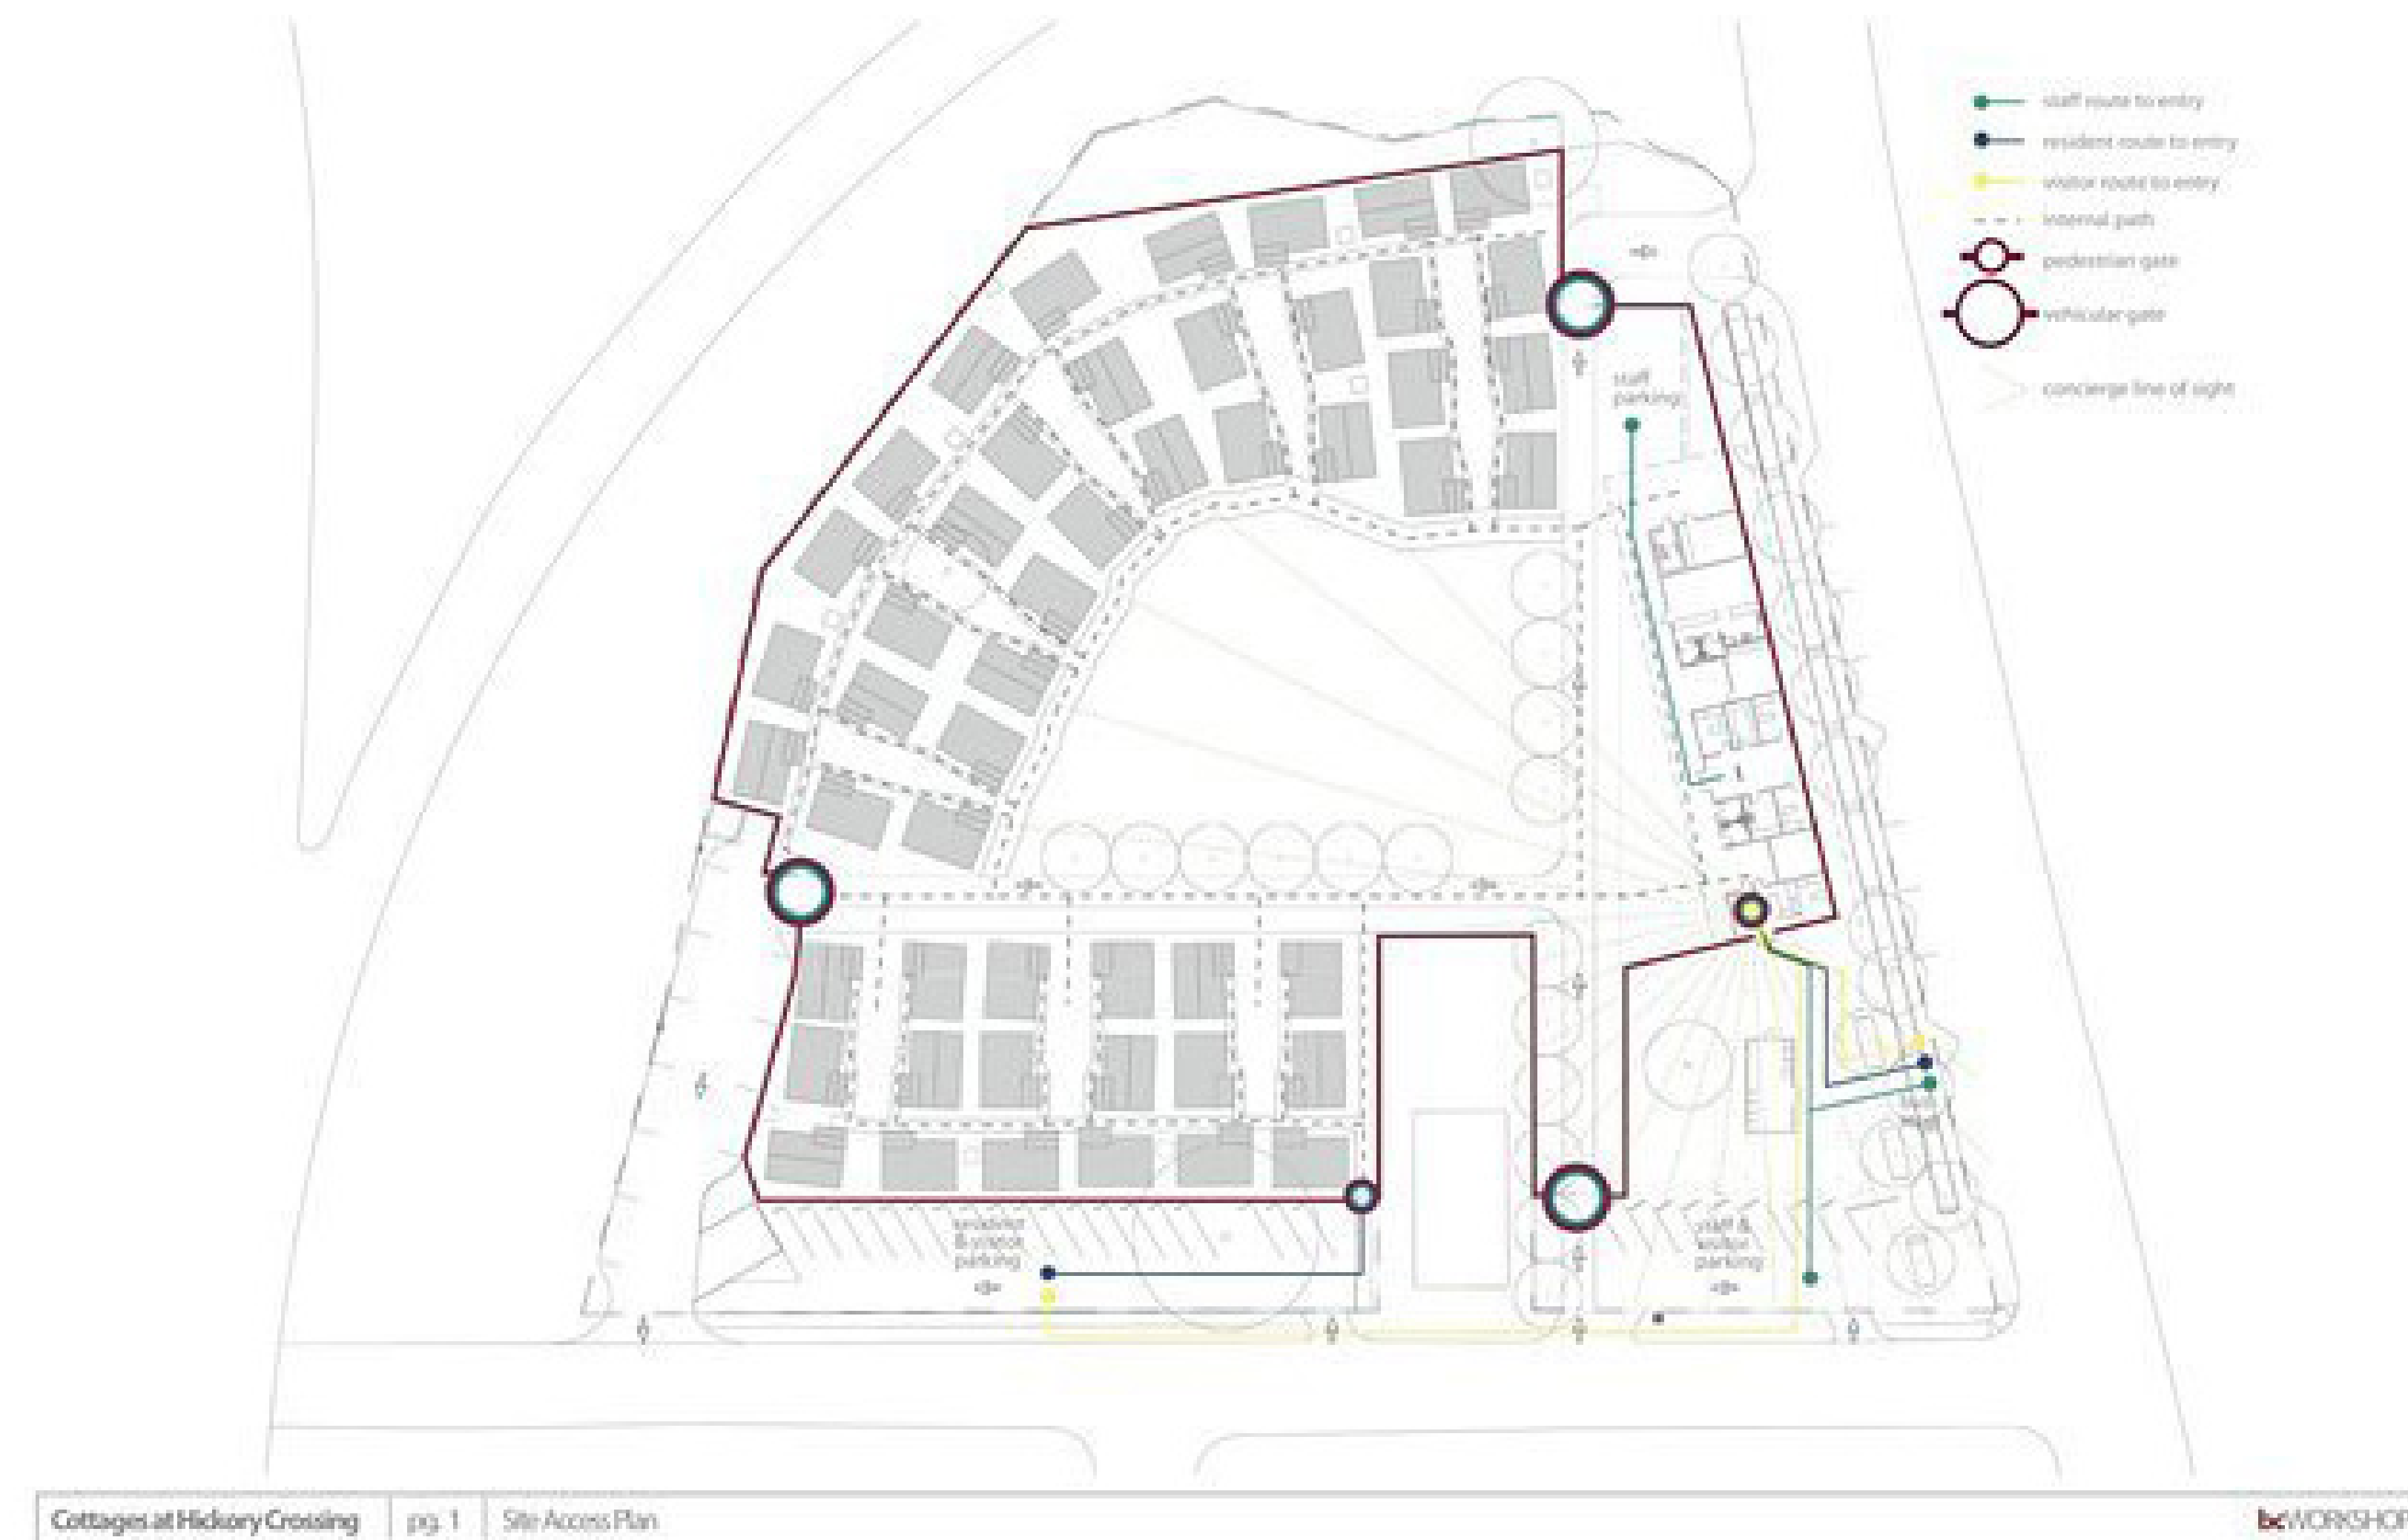 staff route to entry
resident route to entry
visitor route to entry
internal path
pedestrian gate
vehicular gate
concierge line of sight
staff
parking
resident
& visitor
parking
staff &
visitor
parking
Cottages at Hickory Crossing
pg. 1
Site Access Plan
bcWORKSHOP